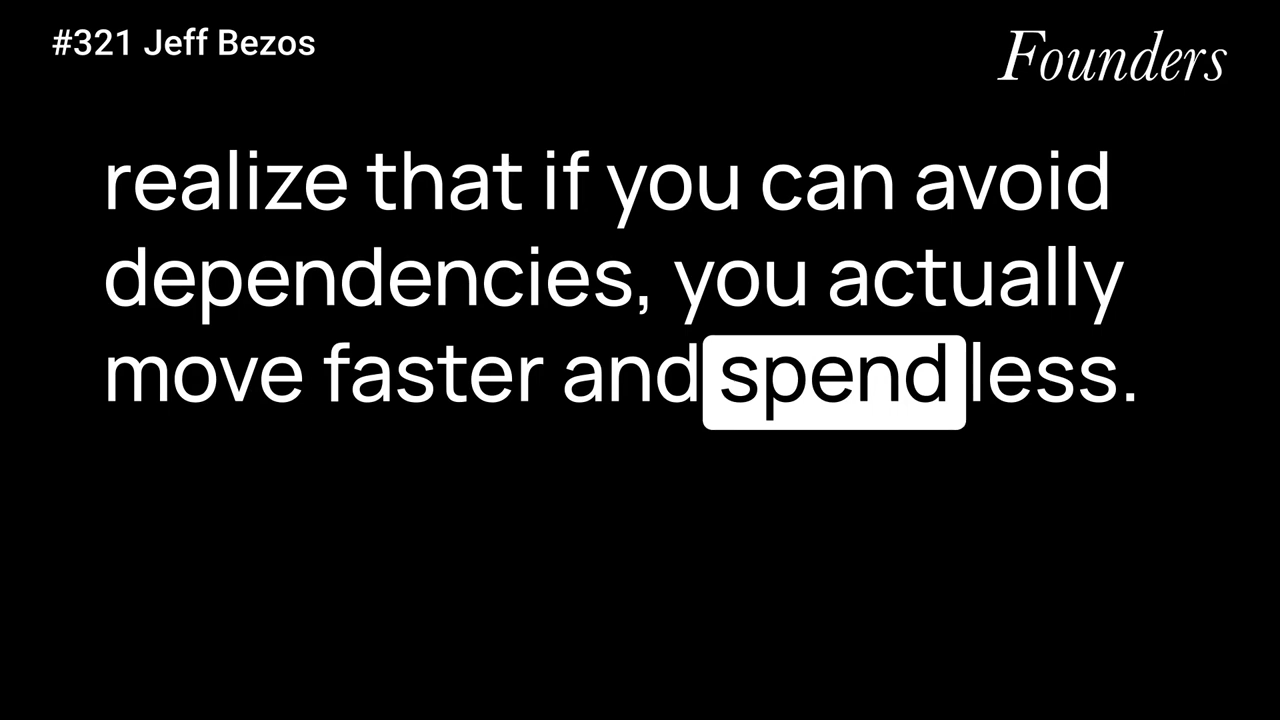 #321 Jeff Bezos
Founders
realize that if you can avoid
dependencies, you actually
move faster and spend less.